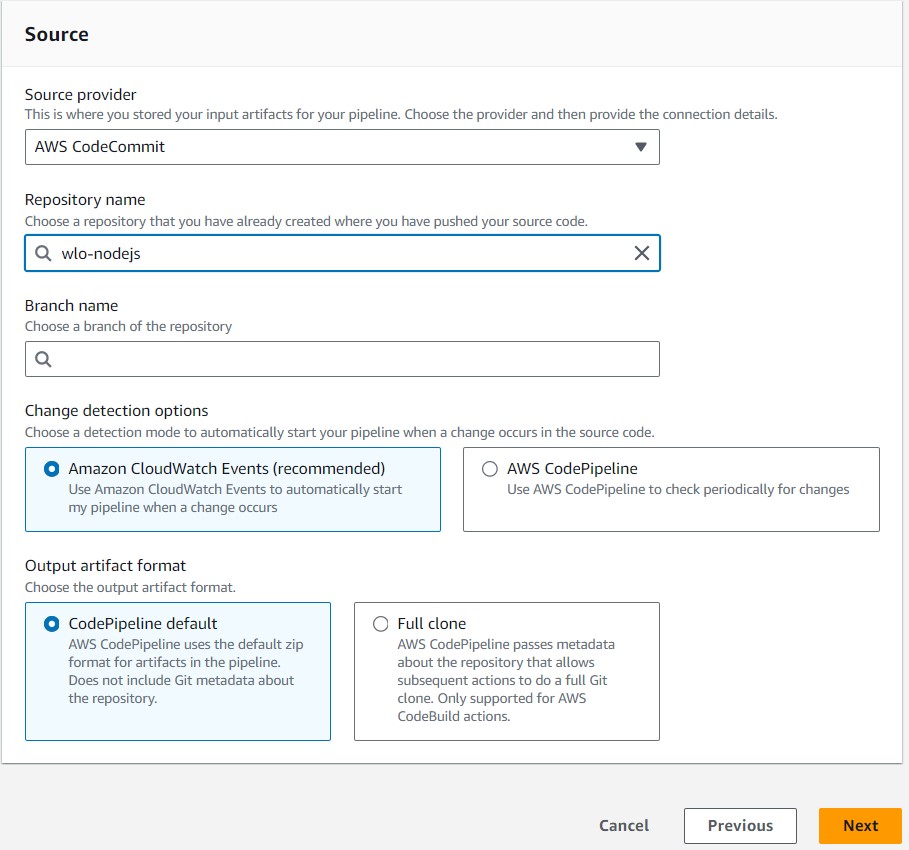 Source
Source provider
This is where you stored your input artifacts for your pipeline. Choose the provider and then provide the connection details.
AWS CodeCommit
Repository name
Choose a repository that you have already created where you have pushed your source code.
wlo-nodejs
Branch name
Choose a branch of the repository
Change detection options
Choose a detection mode to automatically start your pipeline when a change occurs in the source code.
Amazon CloudWatch Events (recommended)
Use Amazon CloudWatch Events to automatically start
my pipeline when a change occurs
AWS CodePipeline
Use AWS CodePipeline to check periodically for changes
Output artifact format
Choose the output artifact format.
CodePipeline default
AWS CodePipeline uses the default zip
format for artifacts in the pipeline.
Does not include Git metadata about
the repository.
Full clone
AWS CodePipeline passes metadata
about the repository that allows
subsequent actions to do a full Git
clone. Only supported for AWS
CodeBuild actions.
Cancel
Previous
Next